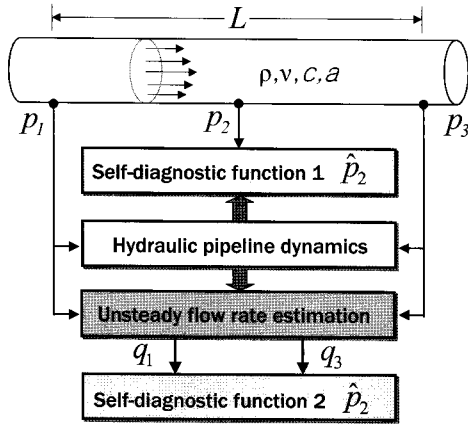 L
ρ,ν,c,a
p1 p2 p3
Self-diagnostic function 1 p̂2
Hydraulic pipeline dynamics
Unsteady flow rate estimation
q1 q3
Self-diagnostic function 2 p̂2